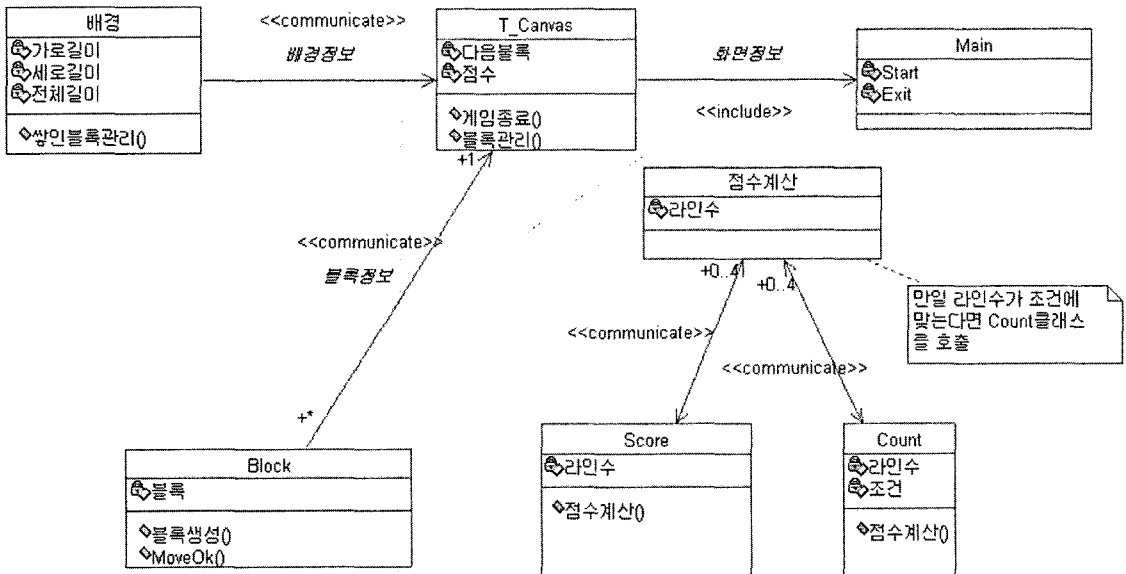 배경
가로길미
세로길미
전체길미
쌓인블록관리()
<<communicate>>
배경정보
T_Canvas
다음블록
점수
게임종료()
블록관리()
+1
화면정보
<<include>>
Main
Start
Exit
점수계산
라인수
+0..4
+0..4
만일 라인수가 조건에
맞는다면 Count클래스
를 호출
<<communicate>>
블록정보
+*
<<communicate>>
<<communicate>>
Block
블록
블록생성()
MoveOk()
Score
라인수
점수계산()
Count
라인수
조건
점수계산()